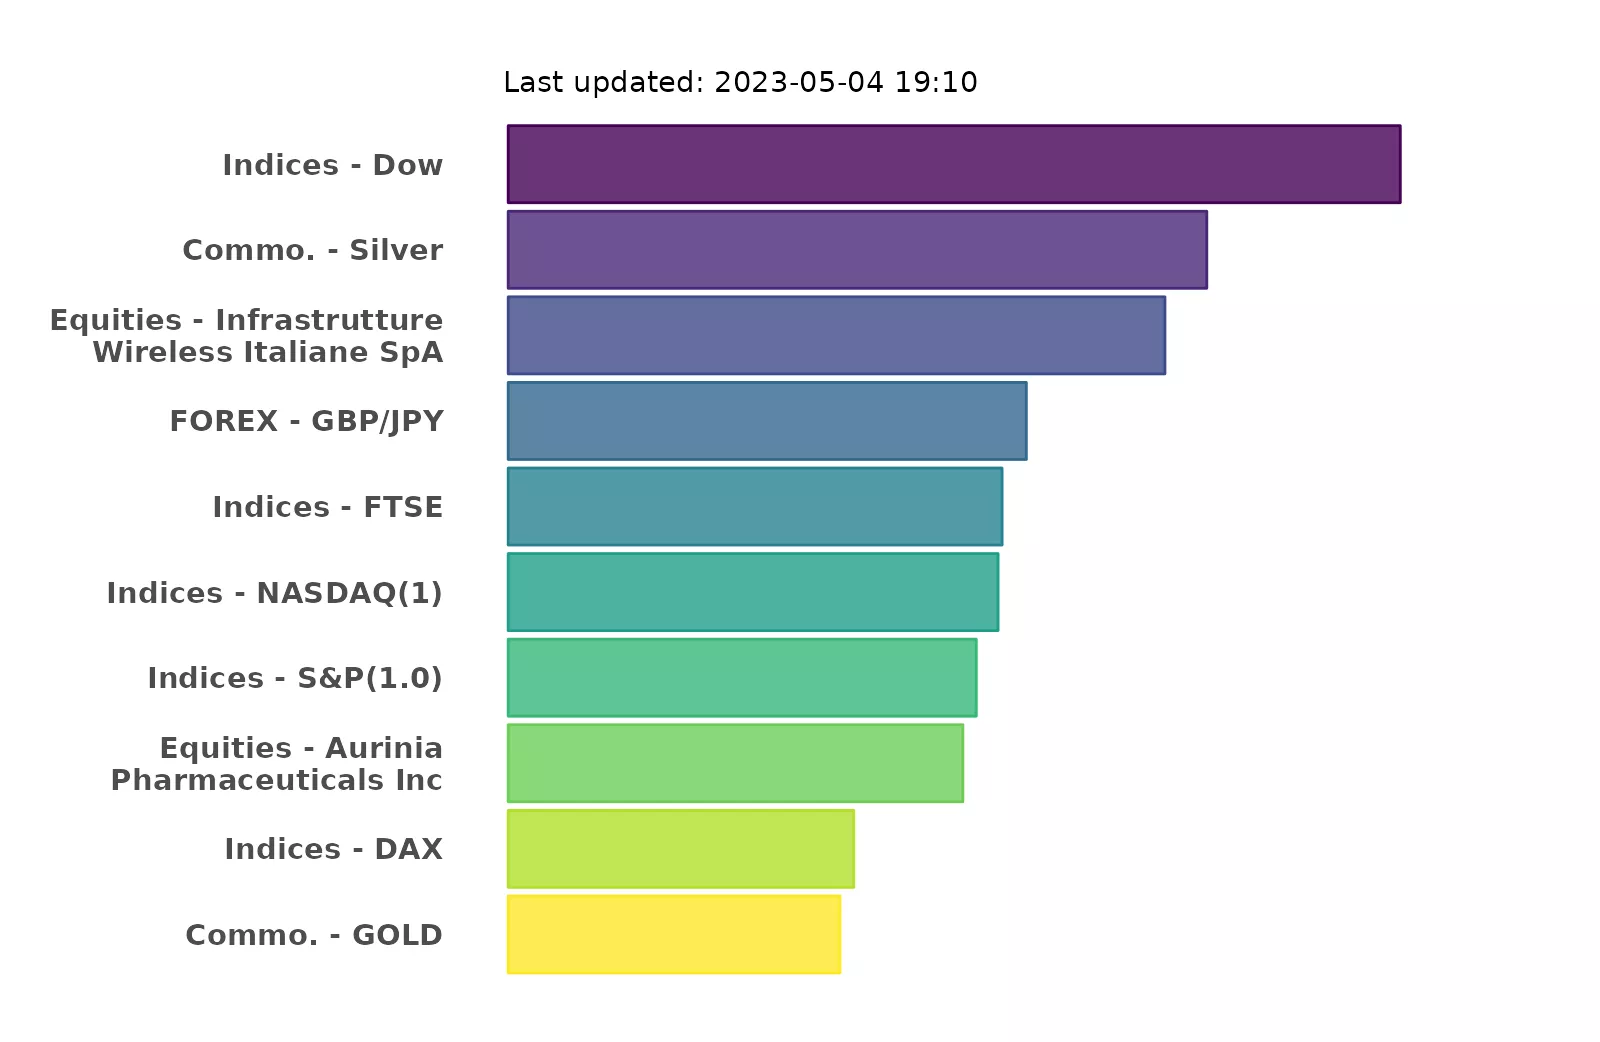 Last updated: 2023-05-04 19:10
Indices - Dow
Commo. - Silver
Equities - Infrastrutture
Wireless Italiane SpA
FOREX - GBP/JPY
Indices - FTSE
Indices - NASDAQ(1)
Indices - S&P(1.0)
Equities - Aurinia
Pharmaceuticals Inc
Indices - DAX
Commo. - GOLD